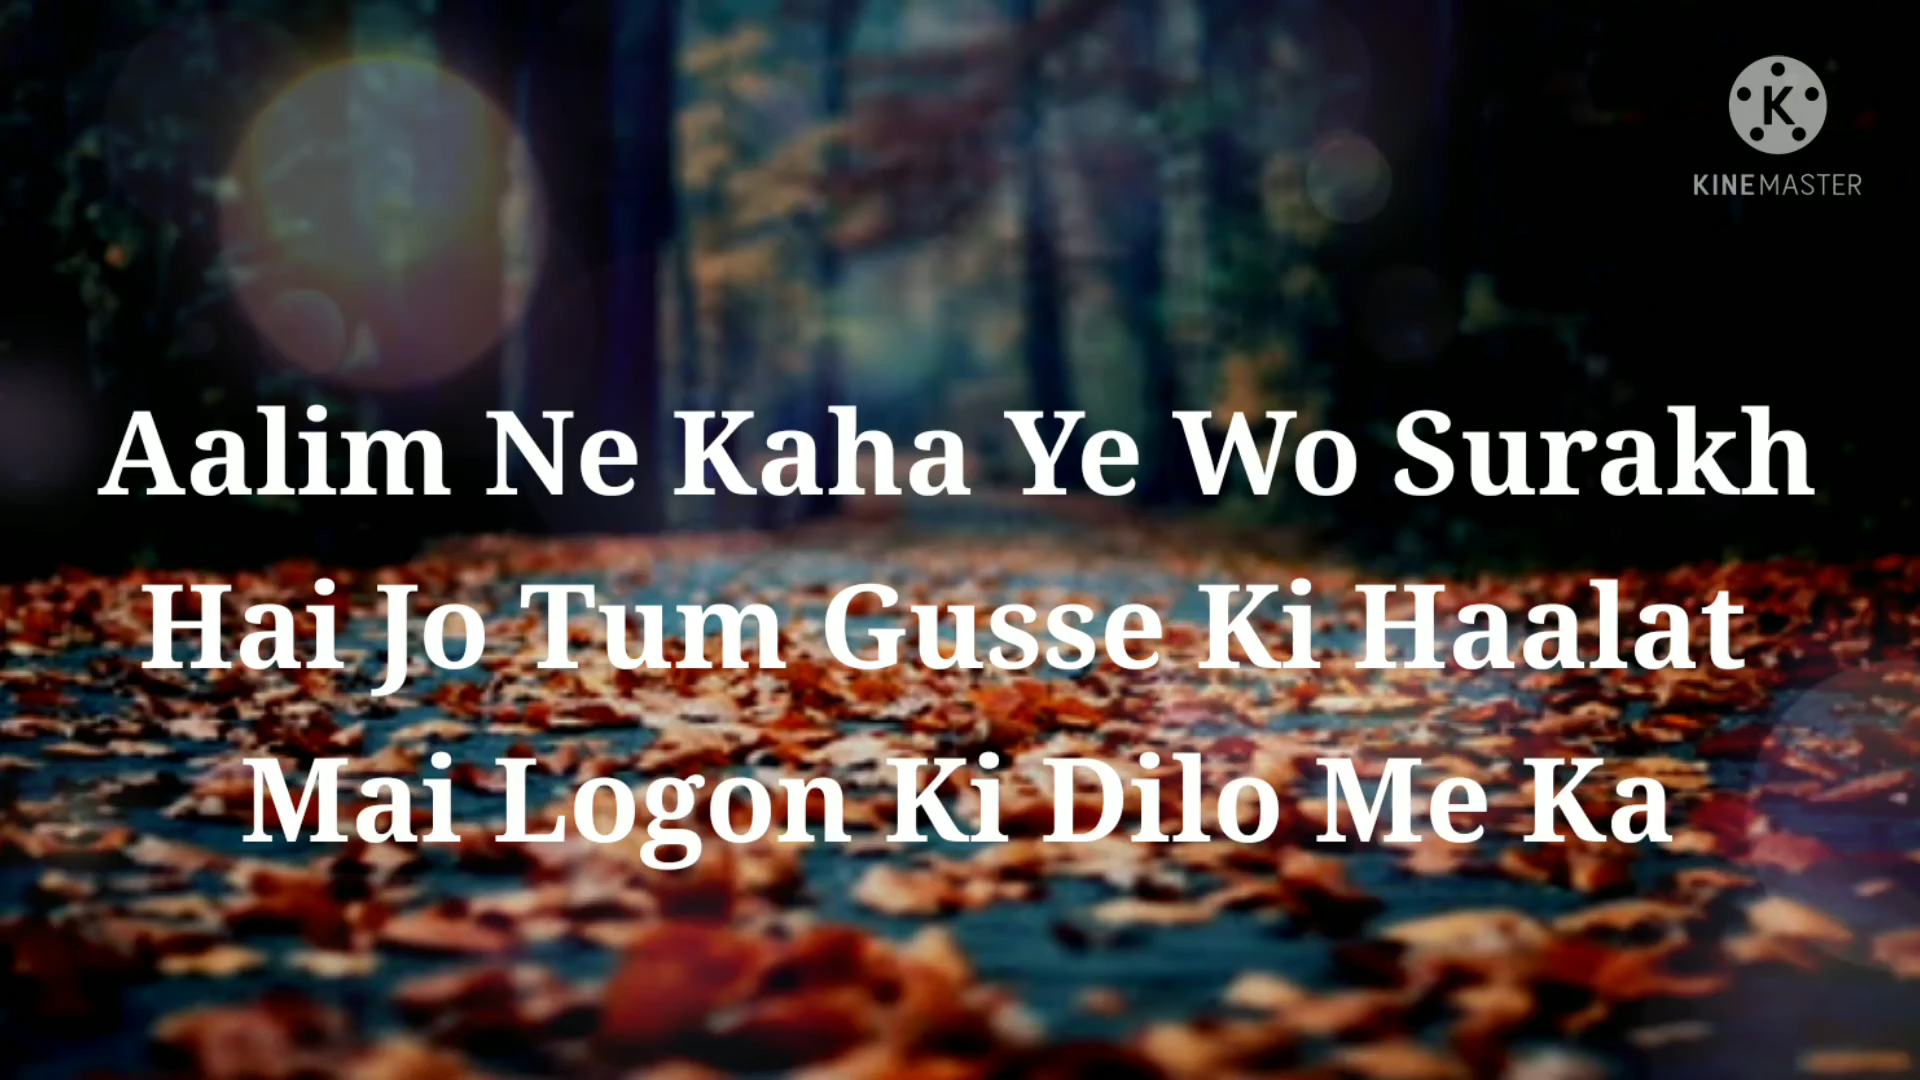 K
KINEMASTER
Aalim Ne Kaha Ye Wo Surakh
Hai Jo Tum Gusse Ki Haalat
Mai Logon Ki Dilo Me Ka